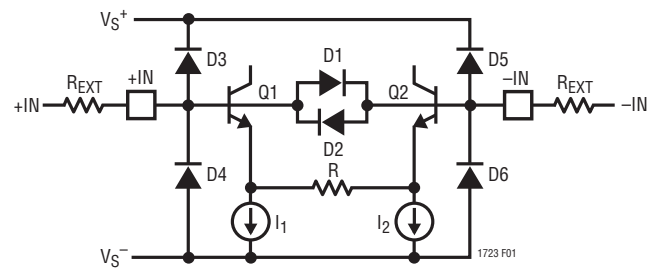 VS+
D3
D1
D5
REXT
+IN
Q1
Q2
–IN
REXT
+IN
–IN
D2
D4
R
D6
I1
I2
VS–
1723 F01